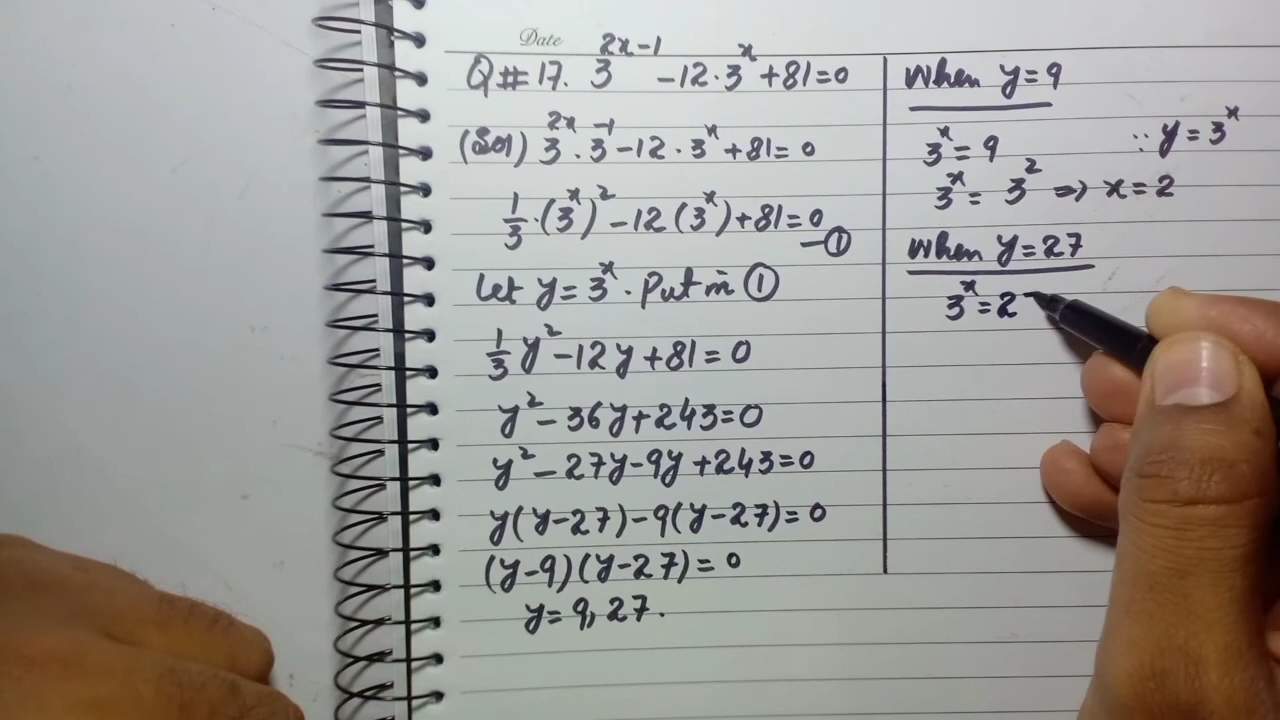 Date
Q # 17. 3^{2x-1} - 12 · 3^x + 81 = 0
(Sol) 3^{2x} · 3^{-1} - 12 · 3^x + 81 = 0
1/3 · (3^x)^2 - 12 (3^x) + 81 = 0 — ①
Let y = 3^x. Put in ①
1/3 y^2 - 12y + 81 = 0
y^2 - 36y + 243 = 0
y^2 - 27y - 9y + 243 = 0
y(y-27) - 9(y-27) = 0
(y-9)(y-27) = 0
y = 9, 27.
When y = 9
3^x = 9 ∵ y = 3^x
3^x = 3^2 ⇒ x = 2
When y = 27
3^x = 2